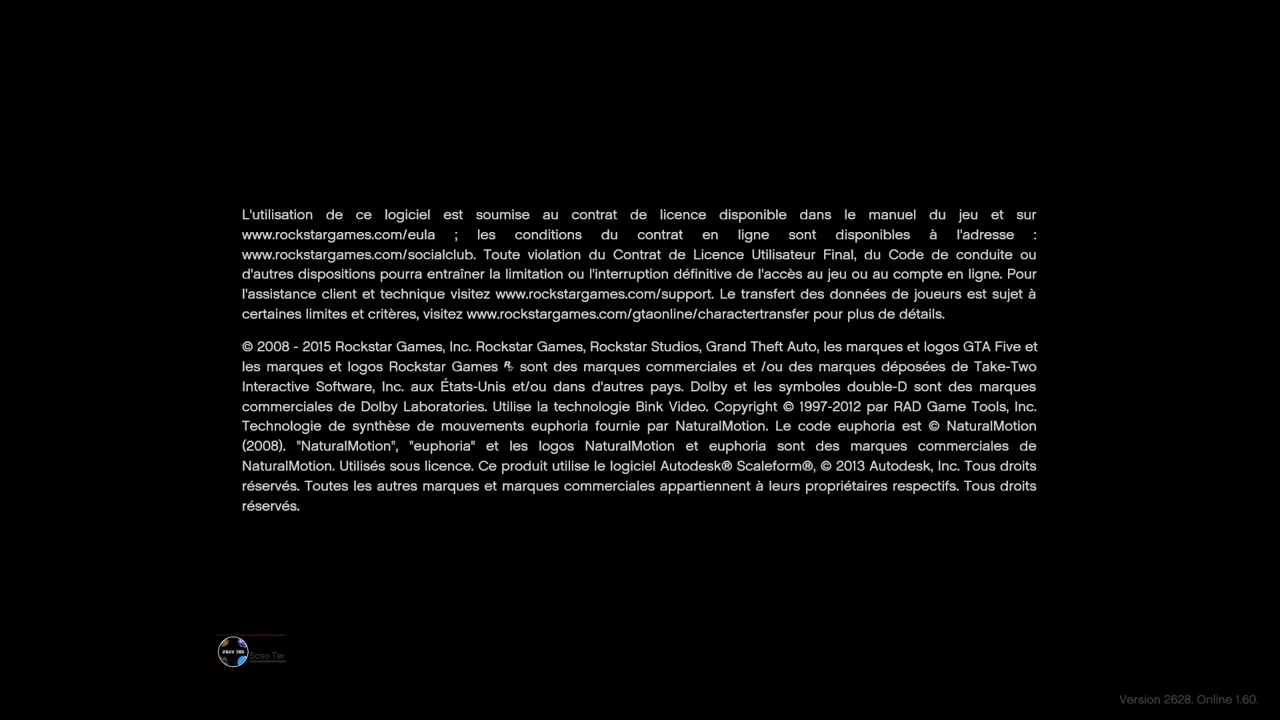 L'utilisation de ce logiciel est soumise au contrat de licence disponible dans le manuel du jeu et sur
www.rockstargames.com/eula ; les conditions du contrat en ligne sont disponibles à l'adresse :
www.rockstargames.com/socialclub. Toute violation du Contrat de Licence Utilisateur Final, du Code de conduite ou
d'autres dispositions pourra entraîner la limitation ou l'interruption définitive de l'accès au jeu ou au compte en ligne. Pour
l'assistance client et technique visitez www.rockstargames.com/support. Le transfert des données de joueurs est sujet à
certaines limites et critères, visitez www.rockstargames.com/gtaonline/charactertransfer pour plus de détails.
© 2008 - 2015 Rockstar Games, Inc. Rockstar Games, Rockstar Studios, Grand Theft Auto, les marques et logos GTA Five et
les marques et logos Rockstar Games R* sont des marques commerciales et /ou des marques déposées de Take-Two
Interactive Software, Inc. aux États-Unis et/ou dans d'autres pays. Dolby et les symboles double-D sont des marques
commerciales de Dolby Laboratories. Utilise la technologie Bink Video. Copyright © 1997-2012 par RAD Game Tools, Inc.
Technologie de synthèse de mouvements euphoria fournie par NaturalMotion. Le code euphoria est © NaturalMotion
(2008). "NaturalMotion", "euphoria" et les logos NaturalMotion et euphoria sont des marques commerciales de
NaturalMotion. Utilisés sous licence. Ce produit utilise le logiciel Autodesk® Scaleform®, © 2013 Autodesk, Inc. Tous droits
réservés. Toutes les autres marques et marques commerciales appartiennent à leurs propriétaires respectifs. Tous droits
réservés.
Soso Ter
Version 2628. Online 1.60.